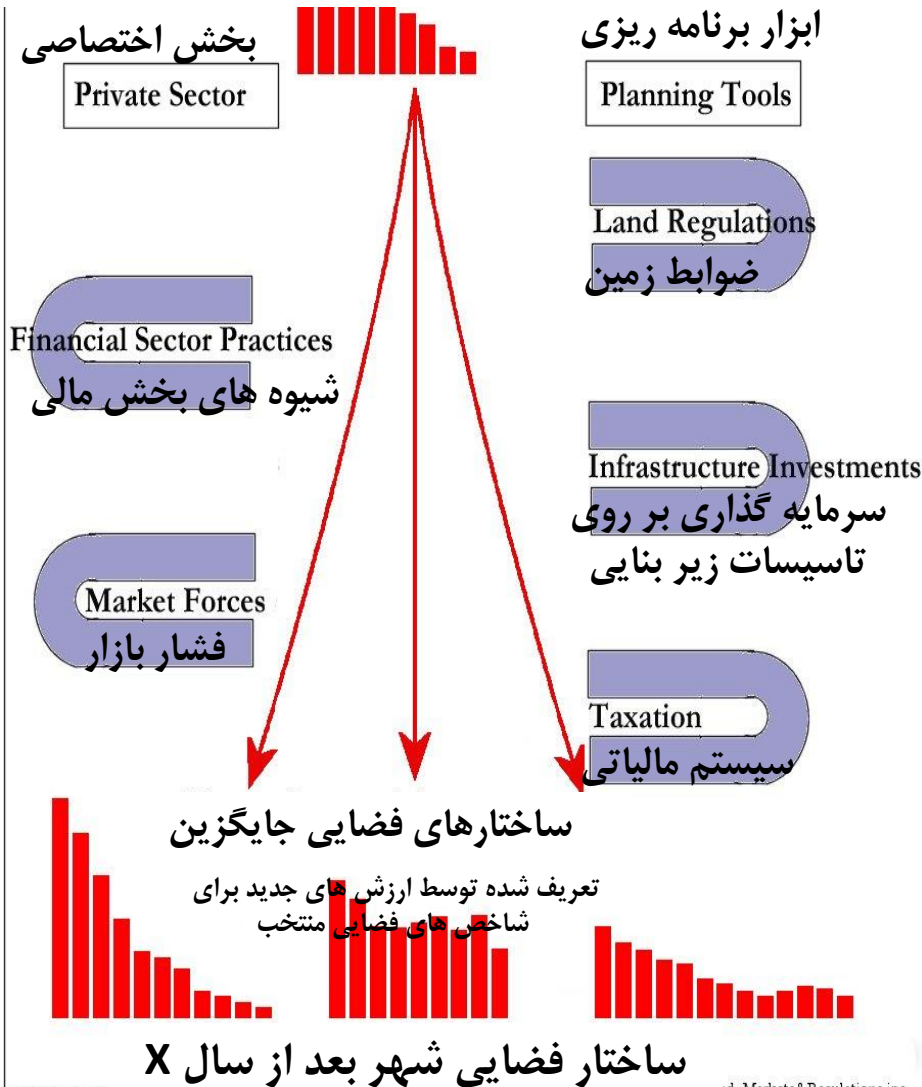 بخش اختصاصی
Private Sector
ابزار برنامه ریزی
Planning Tools
Land Regulations
ضوابط زمین
Financial Sector Practices
شیوه های بخش مالی
Infrastructure Investments
سرمایه گذاری بر روی
تاسیسات زیر بنایی
Market Forces
فشار بازار
Taxation
سیستم مالیاتی
ساختارهای فضایی جایگزین
تعریف شده توسط ارزش های جدید برای
شاخص های فضایی منتخب
ساختار فضایی شهر بعد از سال X